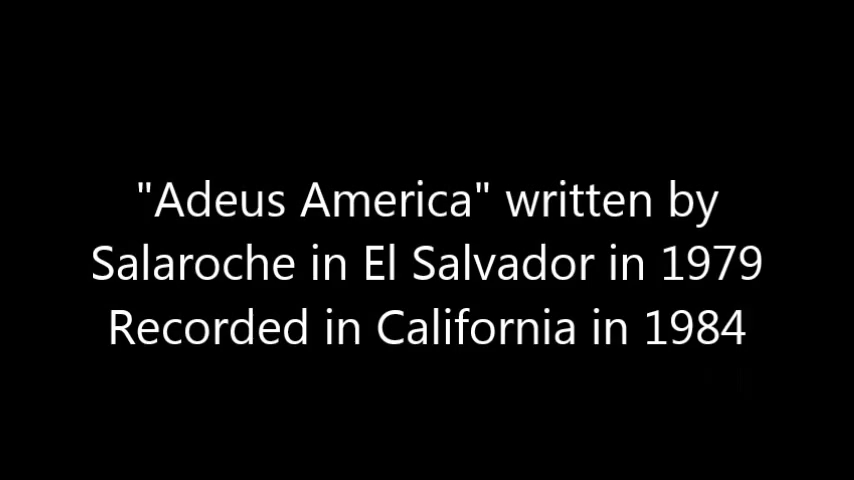 "Adeus America" written by
Salaroche in El Salvador in 1979
Recorded in California in 1984